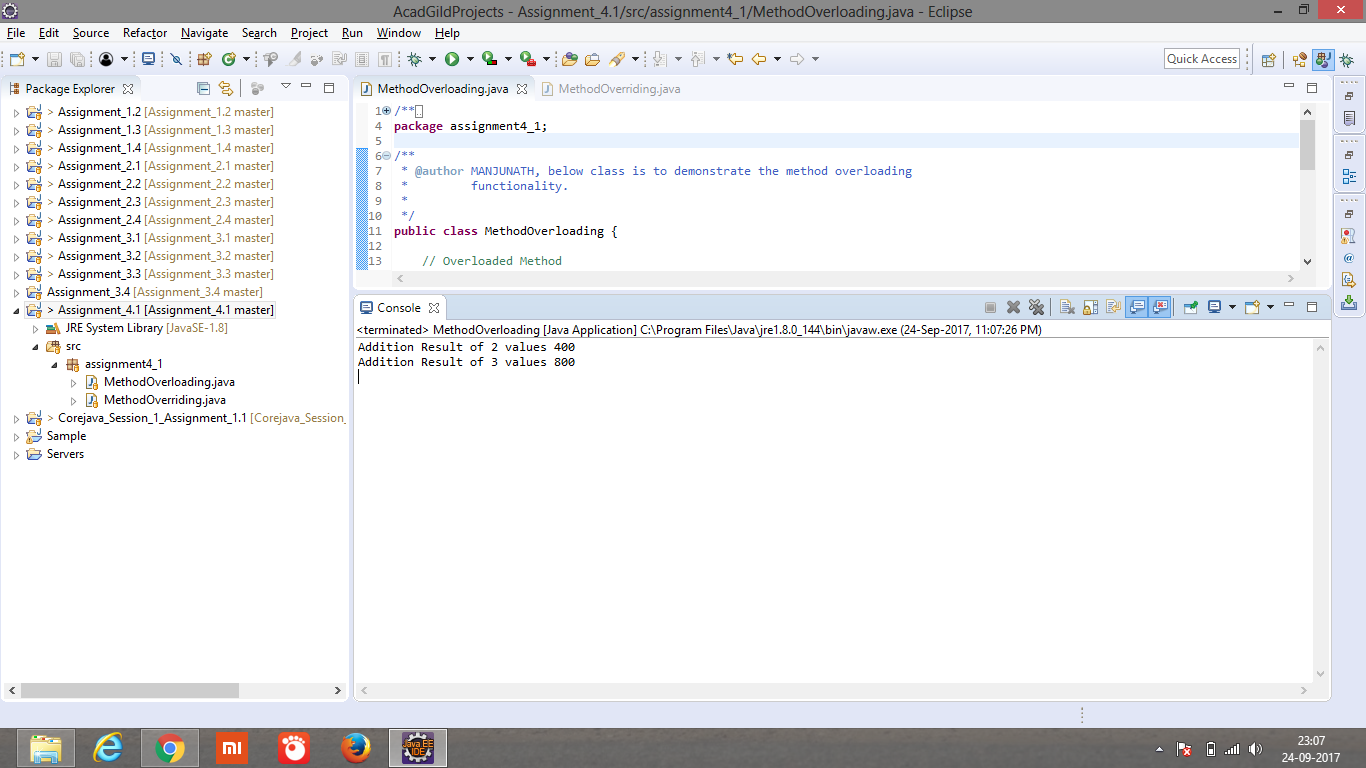 AcadGildProjects - Assignment_4.1/src/assignment4_1/MethodOverloading.java - Eclipse
File Edit Source Refactor Navigate Search Project Run Window Help
Quick Access
Package Explorer
> Assignment_1.2 [Assignment_1.2 master]
> Assignment_1.3 [Assignment_1.3 master]
> Assignment_1.4 [Assignment_1.4 master]
> Assignment_2.1 [Assignment_2.1 master]
> Assignment_2.2 [Assignment_2.2 master]
> Assignment_2.3 [Assignment_2.3 master]
> Assignment_2.4 [Assignment_2.4 master]
> Assignment_3.1 [Assignment_3.1 master]
> Assignment_3.2 [Assignment_3.2 master]
> Assignment_3.3 [Assignment_3.3 master]
Assignment_3.4 [Assignment_3.4 master]
> Assignment_4.1 [Assignment_4.1 master]
JRE System Library [JavaSE-1.8]
src
assignment4_1
MethodOverloading.java
MethodOverriding.java
> Corejava_Session_1_Assignment_1.1 [Corejava_Session_
Sample
Servers
MethodOverloading.java MethodOverriding.java
1 /**
4 package assignment4_1;
5
6 /**
7 * @author MANJUNATH, below class is to demonstrate the method overloading
8 * functionality.
9 *
10 */
11 public class MethodOverloading {
12
13 // Overloaded Method
Console
<terminated> MethodOverloading [Java Application] C:\Program Files\Java\jre1.8.0_144\bin\javaw.exe (24-Sep-2017, 11:07:26 PM)
Addition Result of 2 values 400
Addition Result of 3 values 800
mi
Java EE
IDE
23:07
24-09-2017